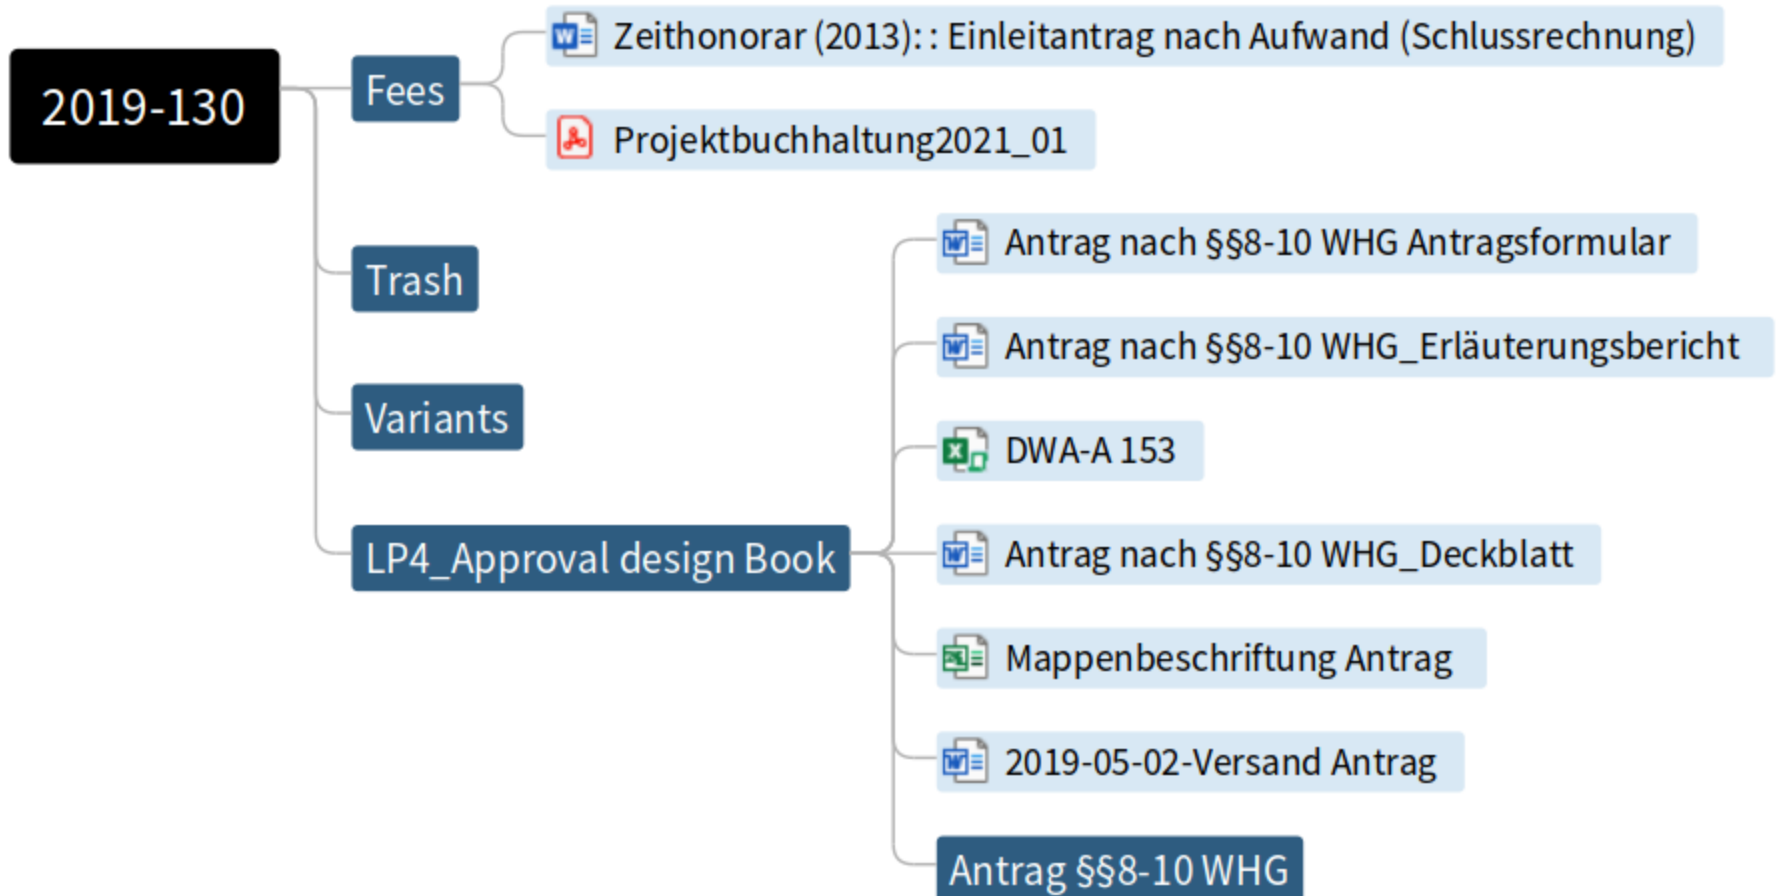 2019-130
Fees
Zeithonorar (2013): : Einleitantrag nach Aufwand (Schlussrechnung)
Projektbuchhaltung2021_01
Trash
Variants
LP4_Approval design Book
Antrag nach §§8-10 WHG Antragsformular
Antrag nach §§8-10 WHG_Erläuterungsbericht
DWA-A 153
Antrag nach §§8-10 WHG_Deckblatt
Mappenbeschriftung Antrag
2019-05-02-Versand Antrag
Antrag §§8-10 WHG